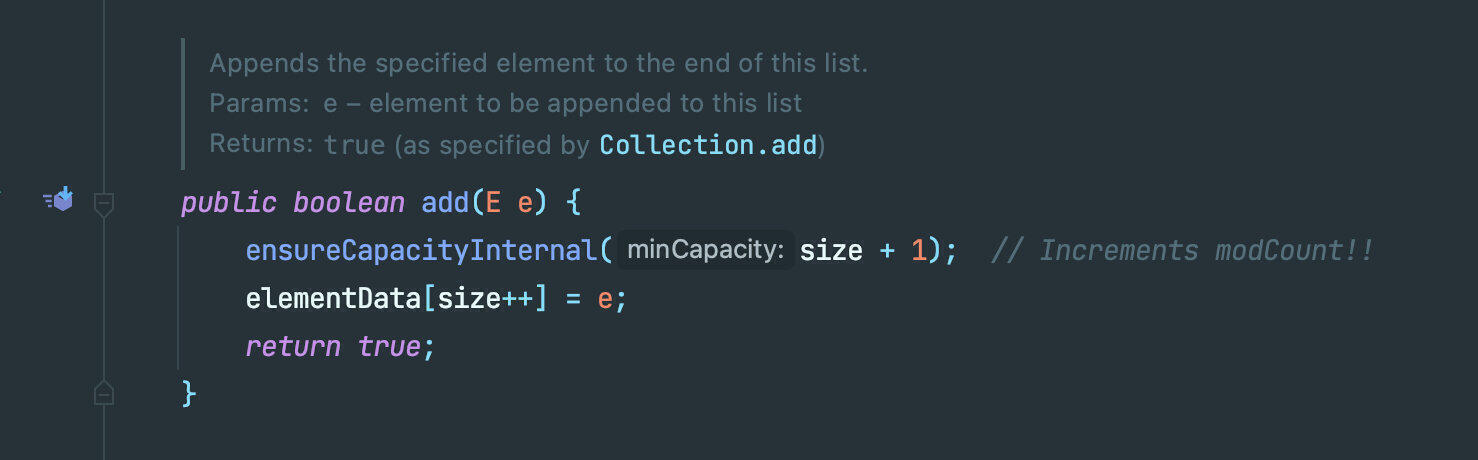 Appends the specified element to the end of this list.
Params: e – element to be appended to this list
Returns: true (as specified by Collection.add)
public boolean add(E e) {
ensureCapacityInternal( minCapacity: size + 1);  // Increments modCount!!
elementData[size++] = e;
return true;
}